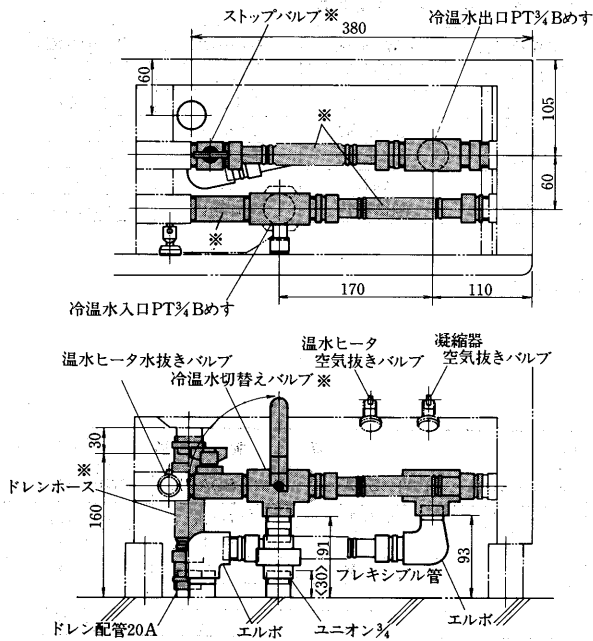 ストップバルブ※
冷温水出口PT¾Bめす
380
60
※
105
60
※
170
110
冷温水入口PT¾Bめす
温水ヒータ水抜きバルブ
冷温水切替えバルブ※
温水ヒータ
空気抜きバルブ
凝縮器
空気抜きバルブ
30
※
ドレンホース
160
91
〈30〉
フレキシブル管
93
ドレン配管20A
エルボ
ユニオン¾
エルボ